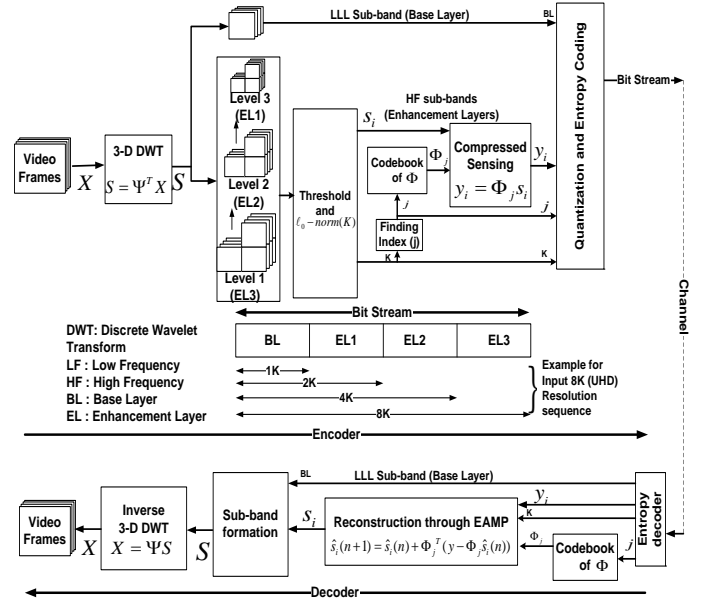 LLL Sub-band (Base Layer)
BL
Quantization and Entropy Coding
Bit Stream
Level 3
(EL1)
Level 2
(EL2)
Level 1
(EL3)
Video
Frames
X
3-D DWT
S = Ψ^T X
S
Threshold
and
ℓ₀ − norm(K)
s_i
HF sub-bands
(Enhancement Layers)
Codebook
of Φ
Φ_j
Compressed
Sensing
y_i = Φ_j s_i
y_i
j
j
Finding
Index (j)
K
K
Channel
Bit Stream
BL EL1 EL2 EL3
1K
2K
4K
8K
Example for
Input 8K (UHD)
Resolution
sequence
DWT: Discrete Wavelet
Transform
LF : Low Frequency
HF : High Frequency
BL : Base Layer
EL : Enhancement Layer
Encoder
BL
LLL Sub-band (Base Layer)
Video
Frames
X
Inverse
3-D DWT
X = ΨS
S
Sub-band
formation
s_i
Reconstruction through EAMP
ŝ_i(n+1) = ŝ_i(n) + Φ_j^T (y − Φ_j ŝ_i(n))
y_i
K
Φ_j
Codebook
of Φ
j
Entropy
decoder
Decoder